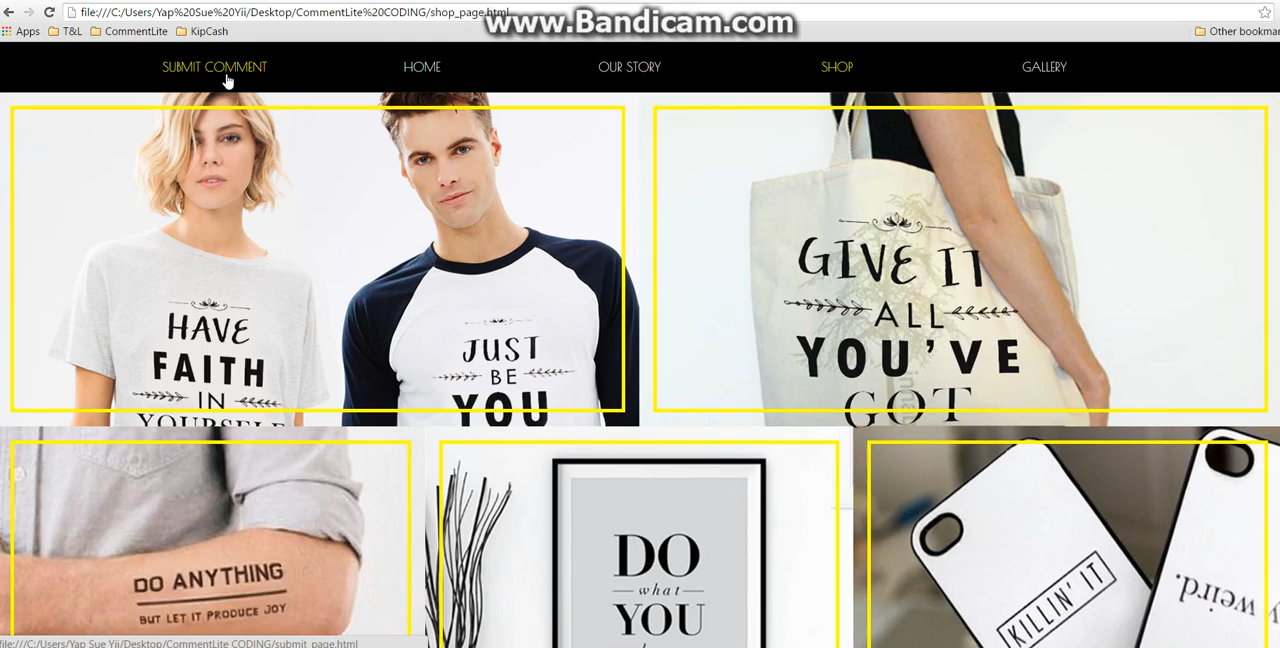 file:///C:/Users/Yap%20Sue%20Yii/Desktop/CommentLite%20CODING/shop_page.html
www.Bandicam.com
Apps T&L CommentLite KipCash Other bookmar
SUBMIT COMMENT HOME OUR STORY SHOP GALLERY
HAVE
FAITH
IN
YOURSELF
JUST
BE
YOU
GIVE IT
ALL
YOU'VE
GOT
DO ANYTHING
BUT LET IT PRODUCE JOY
DO
what
YOU
KILLIN' IT
weird.
file:///C:/Users/Yap Sue Yii/Desktop/CommentLite CODING/submit_page.html